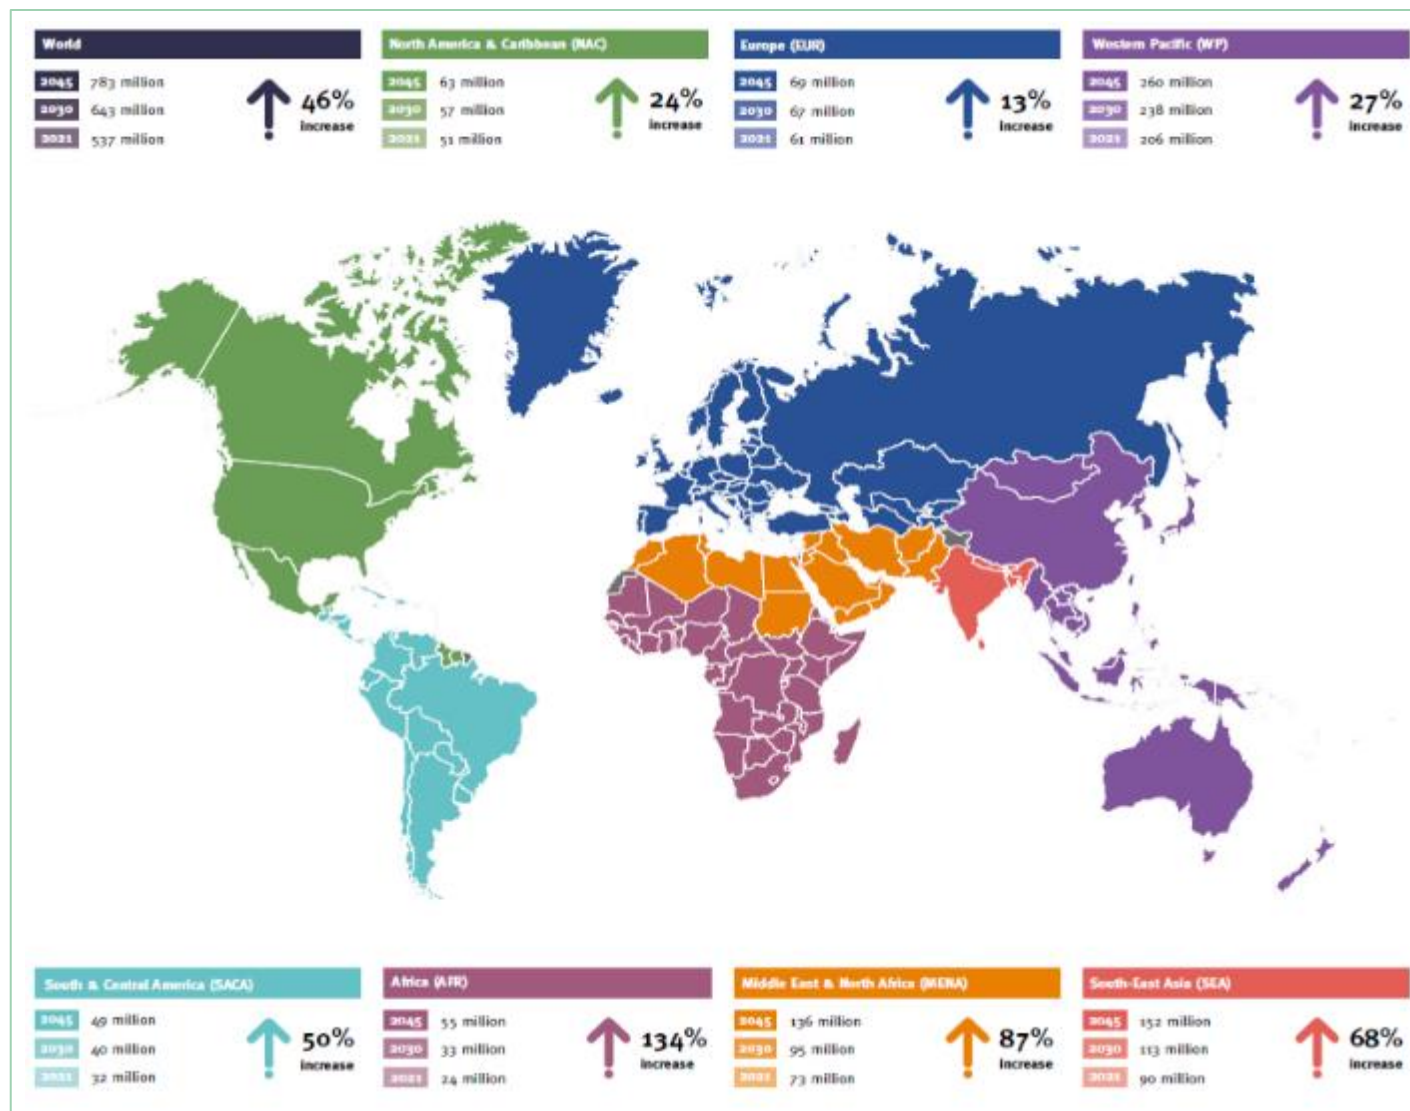 World
2045 783 million
2030 643 million
2021 537 million
46%
increase
North America & Caribbean (NAC)
2045 63 million
2030 57 million
2021 51 million
24%
increase
Europe (EUR)
2045 69 million
2030 67 million
2021 61 million
13%
increase
Western Pacific (WP)
2045 260 million
2030 238 million
2021 206 million
27%
increase
South & Central America (SACA)
2045 49 million
2030 40 million
2021 32 million
50%
increase
Africa (AFR)
2045 55 million
2030 33 million
2021 24 million
134%
increase
Middle East & North Africa (MENA)
2045 136 million
2030 95 million
2021 73 million
87%
increase
South-East Asia (SEA)
2045 152 million
2030 113 million
2021 90 million
68%
increase